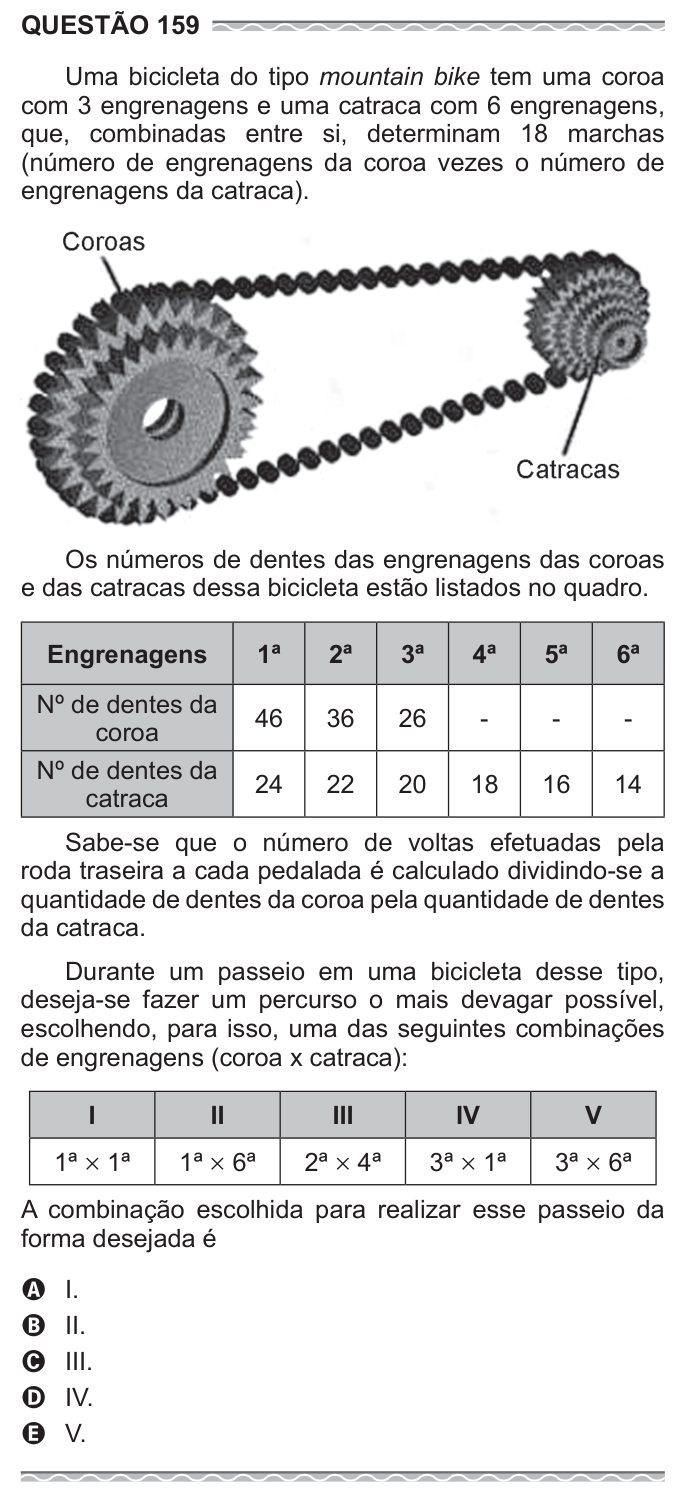 QUESTÃO 159
Uma bicicleta do tipo mountain bike tem uma coroa
com 3 engrenagens e uma catraca com 6 engrenagens,
que, combinadas entre si, determinam 18 marchas
(número de engrenagens da coroa vezes o número de
engrenagens da catraca).
Coroas
Catracas
Os números de dentes das engrenagens das coroas
e das catracas dessa bicicleta estão listados no quadro.
Engrenagens 1ª 2ª 3ª 4ª 5ª 6ª
Nº de dentes da
coroa 46 36 26 - - -
Nº de dentes da
catraca 24 22 20 18 16 14
Sabe-se que o número de voltas efetuadas pela
roda traseira a cada pedalada é calculado dividindo-se a
quantidade de dentes da coroa pela quantidade de dentes
da catraca.
Durante um passeio em uma bicicleta desse tipo,
deseja-se fazer um percurso o mais devagar possível,
escolhendo, para isso, uma das seguintes combinações
de engrenagens (coroa x catraca):
I II III IV V
1ª × 1ª 1ª × 6ª 2ª × 4ª 3ª × 1ª 3ª × 6ª
A combinação escolhida para realizar esse passeio da
forma desejada é
A I.
B II.
C III.
D IV.
E V.